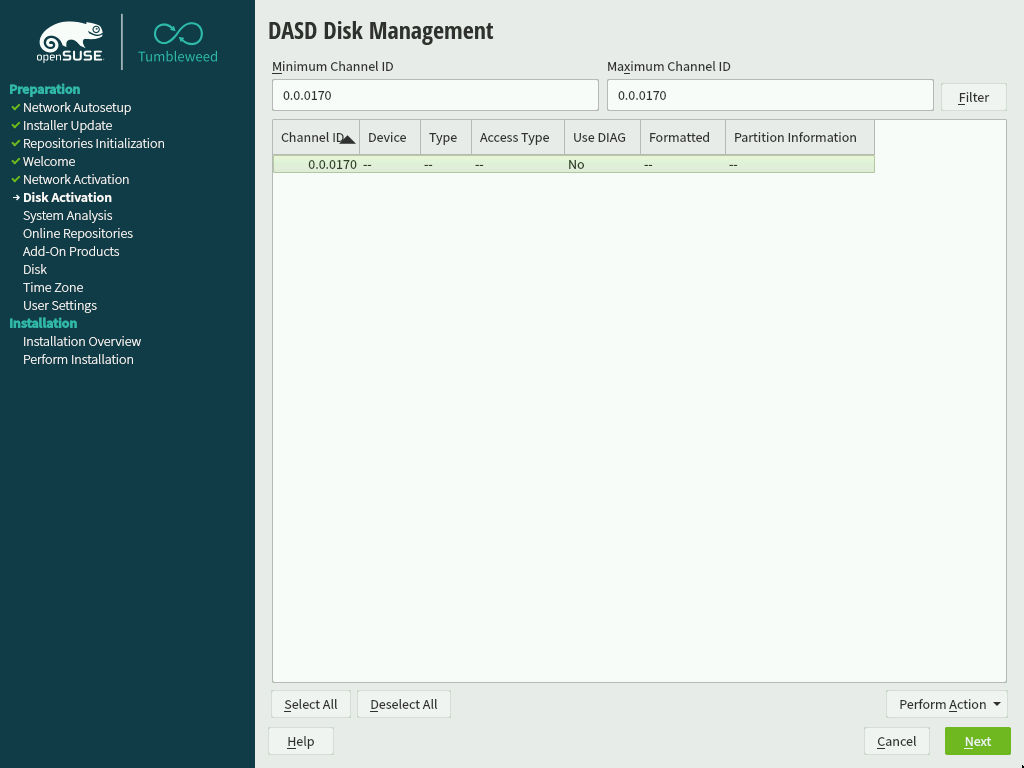 openSUSE
Tumbleweed
Preparation
Network Autosetup
Installer Update
Repositories Initialization
Welcome
Network Activation
Disk Activation
System Analysis
Online Repositories
Add-On Products
Disk
Time Zone
User Settings
Installation
Installation Overview
Perform Installation
DASD Disk Management
Minimum Channel ID Maximum Channel ID
0.0.0170 0.0.0170 Filter
Channel ID Device Type Access Type Use DIAG Formatted Partition Information
0.0.0170 -- -- -- No -- --
Select All Deselect All Perform Action
Help Cancel Next